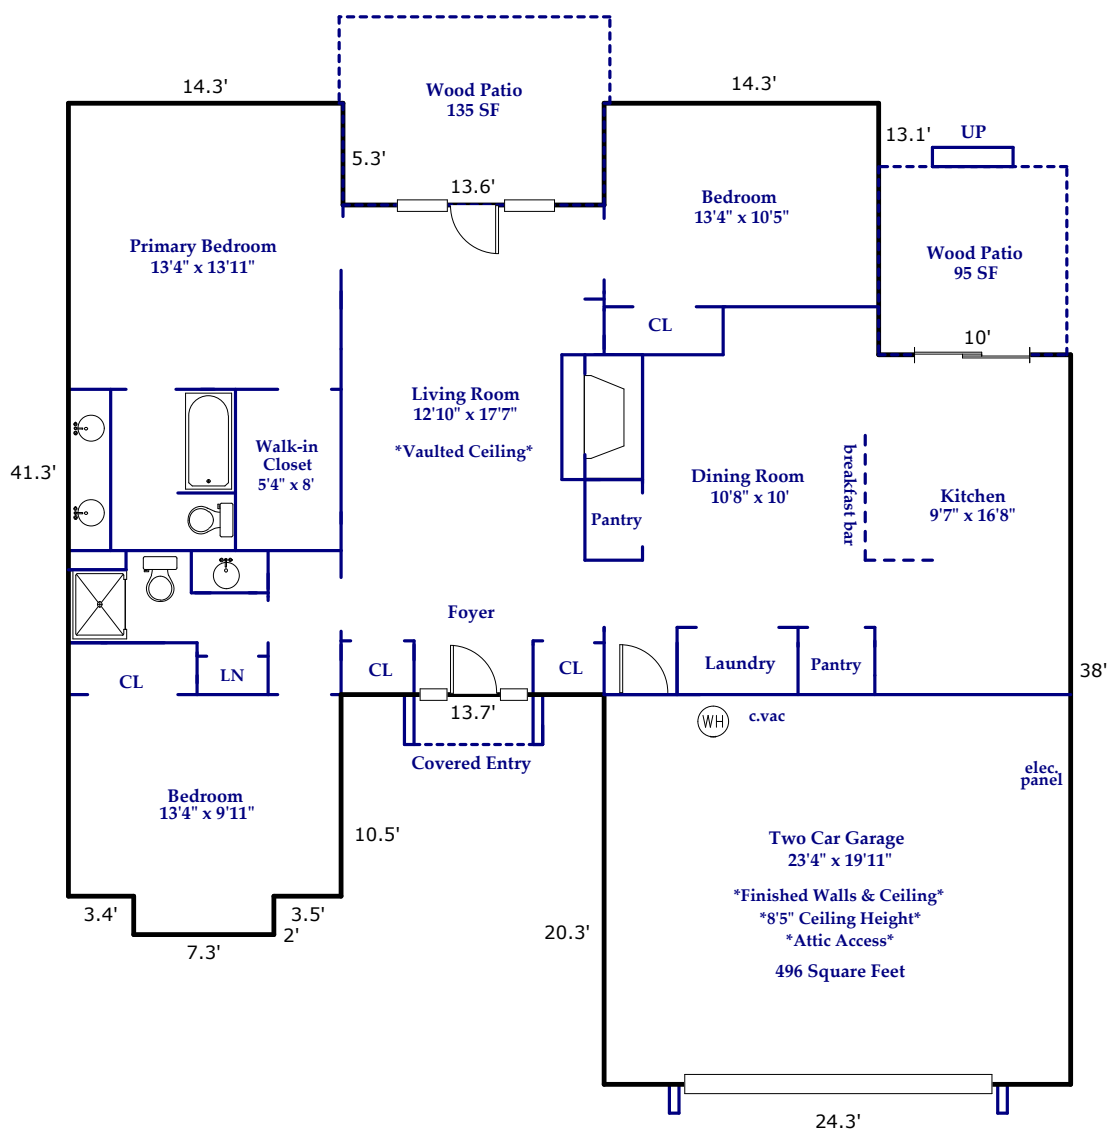 14.3'
Wood Patio
135 SF
14.3'
13.1'
UP
5.3'
13.6'
Bedroom
13'4" x 10'5"
Primary Bedroom
13'4" x 13'11"
Wood Patio
95 SF
CL
10'
Living Room
12'10" x 17'7"
*Vaulted Ceiling*
41.3'
Walk-in
Closet
5'4" x 8'
Dining Room
10'8" x 10'
breakfast bar
Kitchen
9'7" x 16'8"
Pantry
Foyer
CL
LN
CL
CL
Laundry
Pantry
38'
13.7'
WH
c.vac
Covered Entry
elec.
panel
Bedroom
13'4" x 9'11"
10.5'
Two Car Garage
23'4" x 19'11"
*Finished Walls & Ceiling*
*8'5" Ceiling Height*
*Attic Access*
496 Square Feet
3.4'
3.5'
2'
7.3'
20.3'
24.3'